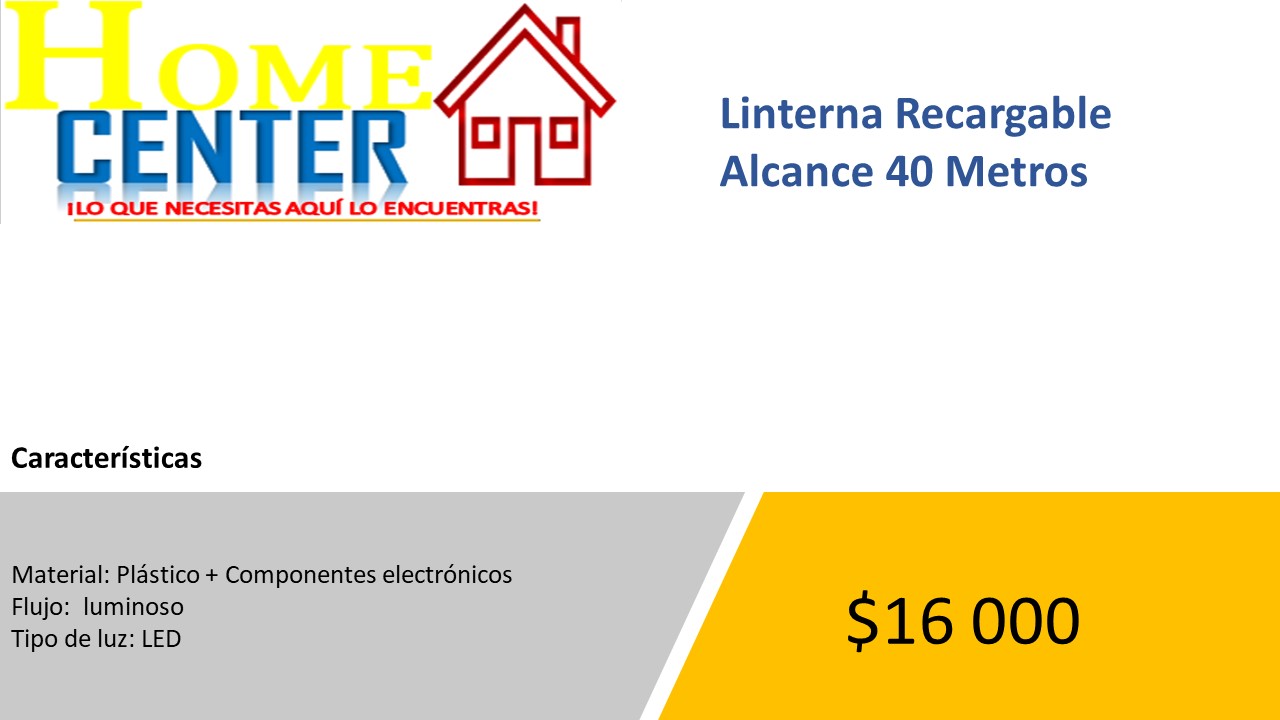 HOME
CENTER
¡LO QUE NECESITAS AQUÍ LO ENCUENTRAS!
Linterna Recargable
Alcance 40 Metros
Características
Material: Plástico + Componentes electrónicos
Flujo:  luminoso
Tipo de luz: LED
$16 000